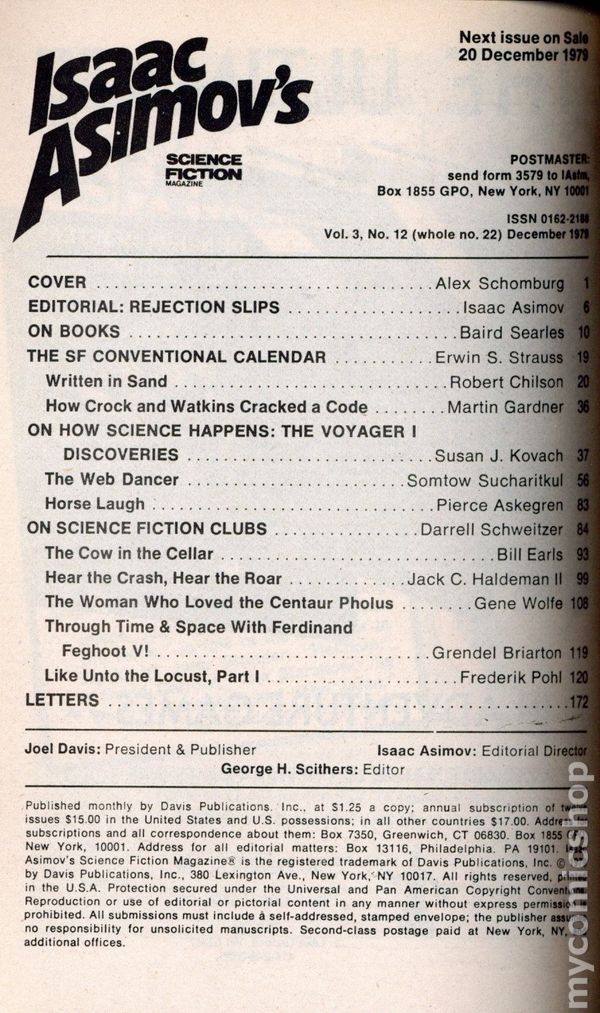 Next issue on Sale
20 December 1979
Isaac
Asimov's
SCIENCE
FICTION
MAGAZINE
POSTMASTER:
send form 3579 to IAsfm,
Box 1855 GPO, New York, NY 10001
ISSN 0162-2188
Vol. 3, No. 12 (whole no. 22) December 1979
COVER ........ Alex Schomburg 1
EDITORIAL: REJECTION SLIPS ........ Isaac Asimov 6
ON BOOKS ........ Baird Searles 10
THE SF CONVENTIONAL CALENDAR ........ Erwin S. Strauss 19
Written in Sand ........ Robert Chilson 20
How Crock and Watkins Cracked a Code ........ Martin Gardner 36
ON HOW SCIENCE HAPPENS: THE VOYAGER I
DISCOVERIES ........ Susan J. Kovach 37
The Web Dancer ........ Somtow Sucharitkul 56
Horse Laugh ........ Pierce Askegren 83
ON SCIENCE FICTION CLUBS ........ Darrell Schweitzer 84
The Cow in the Cellar ........ Bill Earls 93
Hear the Crash, Hear the Roar ........ Jack C. Haldeman II 99
The Woman Who Loved the Centaur Pholus ........ Gene Wolfe 108
Through Time & Space With Ferdinand
Feghoot V! ........ Grendel Briarton 119
Like Unto the Locust, Part I ........ Frederik Pohl 120
LETTERS ........ 172
Joel Davis: President & Publisher Isaac Asimov: Editorial Director
George H. Scithers: Editor
Published monthly by Davis Publications. Inc., at $1.25 a copy; annual subscription of twelve
issues $15.00 in the United States and U.S. possessions; in all other countries $17.00. Address
subscriptions and all correspondence about them: Box 7350, Greenwich, CT 06830. Box 1855
New York, 10001. Address for all editorial matters: Box 13116, Philadelphia. PA 19101.
Asimov's Science Fiction Magazine® is the registered trademark of Davis Publications, Inc. ©
by Davis Publications, Inc., 380 Lexington Ave., New York, NY 10017. All rights reserved,
in the U.S.A. Protection secured under the Universal and Pan American Copyright
Reproduction or use of editorial or pictorial content in any manner without express permission
prohibited. All submissions must include a self-addressed, stamped envelope; the publisher
no responsibility for unsolicited manuscripts. Second-class postage paid at New York, NY,
additional offices.
mycomicshop